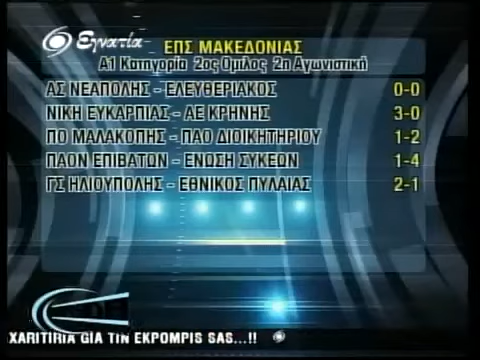 Εγνατία
ΕΠΣ ΜΑΚΕΔΟΝΙΑΣ
Α1 Κατηγορία 2ος Ομιλος 2η Αγωνιστική
ΑΣ ΝΕΑΠΟΛΗΣ - ΕΛΕΥΘΕΡΙΑΚΟΣ 0-0
ΝΙΚΗ ΕΥΚΑΡΠΙΑΣ - ΑΕ ΚΡΗΝΗΣ 3-0
ΠΟ ΜΑΛΑΚΟΠΗΣ - ΠΑΟ ΔΙΟΙΚΗΤΗΡΙΟΥ 1-2
ΠΑΟΝ ΕΠΙΒΑΤΩΝ - ΕΝΩΣΗ ΣΥΚΕΩΝ 1-4
ΓΣ ΗΛΙΟΥΠΟΛΗΣ - ΕΘΝΙΚΟΣ ΠΥΛΑΙΑΣ 2-1
XARITIRIA GIA TIN EKPOMPIS SAS...!!